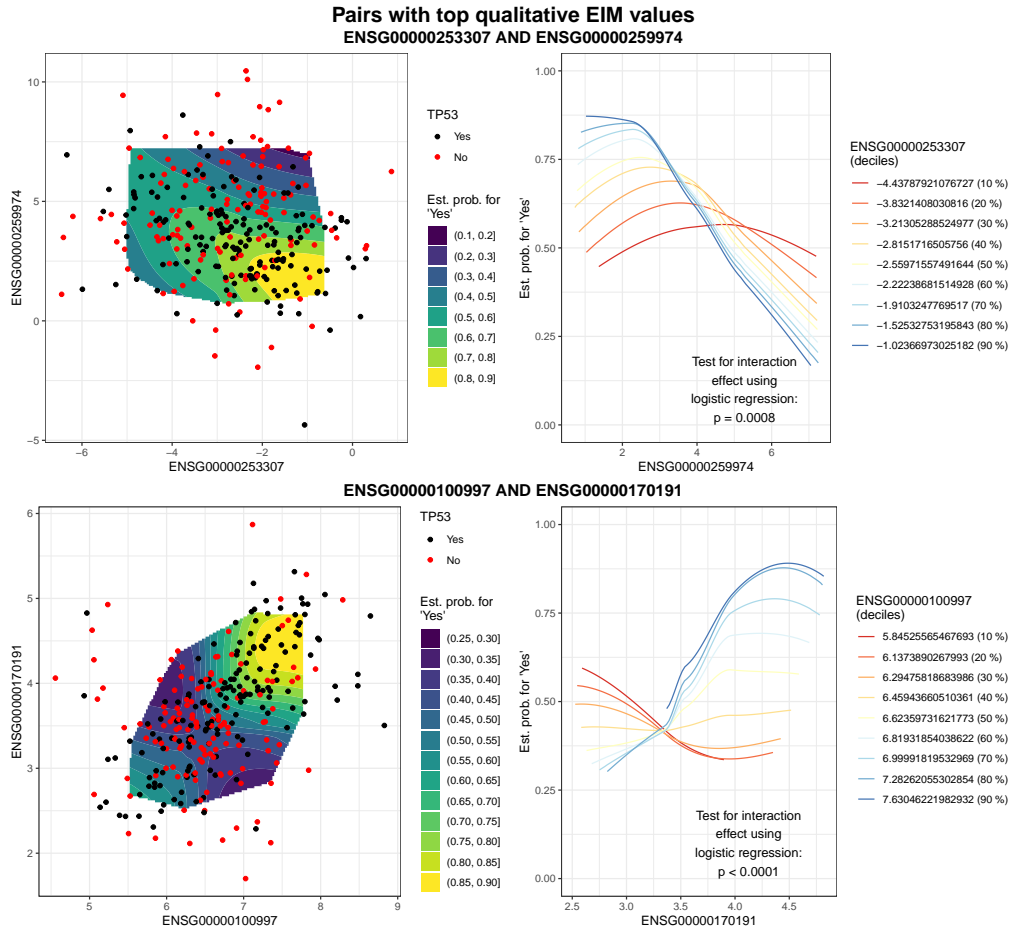 Pairs with top qualitative EIM values
ENSG00000253307 AND ENSG00000259974
10
5
0
−5
ENSG00000259974
−6
−4
−2
0
ENSG00000253307
TP53
Yes
No
Est. prob. for
'Yes'
(0.1, 0.2]
(0.2, 0.3]
(0.3, 0.4]
(0.4, 0.5]
(0.5, 0.6]
(0.6, 0.7]
(0.7, 0.8]
(0.8, 0.9]
1.00
0.75
0.50
0.25
0.00
Est. prob. for 'Yes'
2
4
6
ENSG00000259974
Test for interaction
effect using
logistic regression:
p = 0.0008
ENSG00000253307
(deciles)
−4.43787921076727 (10 %)
−3.8321408030816 (20 %)
−3.21305288524977 (30 %)
−2.8151716505756 (40 %)
−2.55971557491644 (50 %)
−2.22238681514928 (60 %)
−1.9103247769517 (70 %)
−1.52532753195843 (80 %)
−1.02366973025182 (90 %)
ENSG00000100997 AND ENSG00000170191
6
5
4
3
2
ENSG00000170191
5
6
7
8
9
ENSG00000100997
TP53
Yes
No
Est. prob. for
'Yes'
(0.25, 0.30]
(0.30, 0.35]
(0.35, 0.40]
(0.40, 0.45]
(0.45, 0.50]
(0.50, 0.55]
(0.55, 0.60]
(0.60, 0.65]
(0.65, 0.70]
(0.70, 0.75]
(0.75, 0.80]
(0.80, 0.85]
(0.85, 0.90]
1.00
0.75
0.50
0.25
0.00
Est. prob. for 'Yes'
2.5
3.0
3.5
4.0
4.5
ENSG00000170191
Test for interaction
effect using
logistic regression:
p < 0.0001
ENSG00000100997
(deciles)
5.84525565467693 (10 %)
6.1373890267993 (20 %)
6.29475818683986 (30 %)
6.45943660510361 (40 %)
6.62359731621773 (50 %)
6.81931854038622 (60 %)
6.99991819532969 (70 %)
7.28262055302854 (80 %)
7.63046221982932 (90 %)